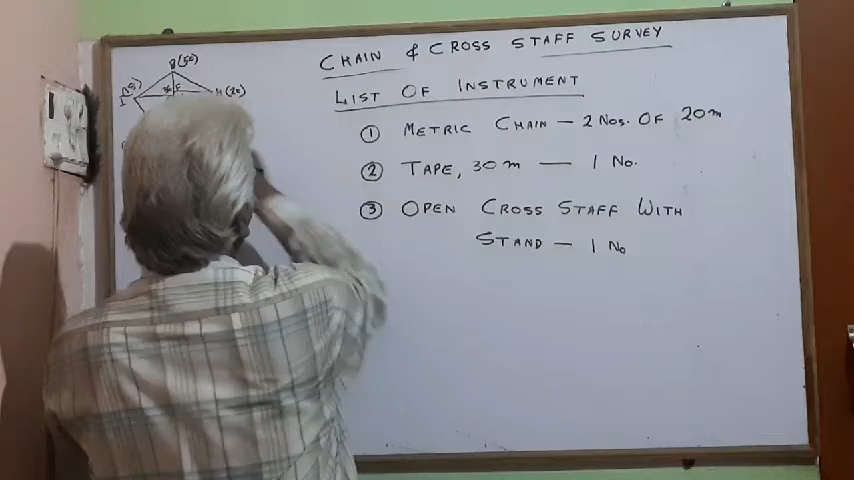 CHAIN & CROSS STAFF SURVEY
LIST OF INSTRUMENT
① METRIC CHAIN - 2 NOS. OF 20m
② TAPE, 30 m - 1 NO.
③ OPEN CROSS STAFF WITH
STAND - 1 NO
B(50)